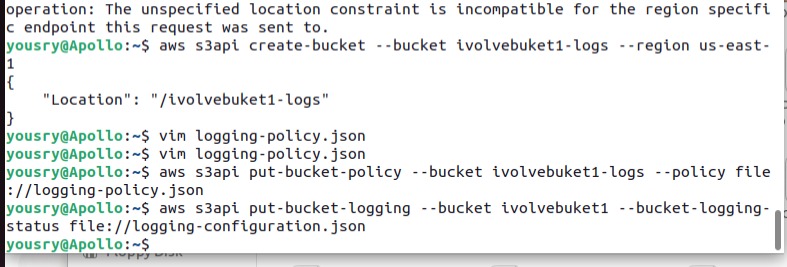 operation: The unspecified location constraint is incompatible for the region specifi
c endpoint this request was sent to.
yousry@Apollo:~$ aws s3api create-bucket --bucket ivolvebuket1-logs --region us-east-
1
{
    "Location": "/ivolvebuket1-logs"
}
yousry@Apollo:~$ vim logging-policy.json
yousry@Apollo:~$ vim logging-policy.json
yousry@Apollo:~$ aws s3api put-bucket-policy --bucket ivolvebuket1-logs --policy file
://logging-policy.json
yousry@Apollo:~$ aws s3api put-bucket-logging --bucket ivolvebuket1 --bucket-logging-
status file://logging-configuration.json
yousry@Apollo:~$
Floppy Disk